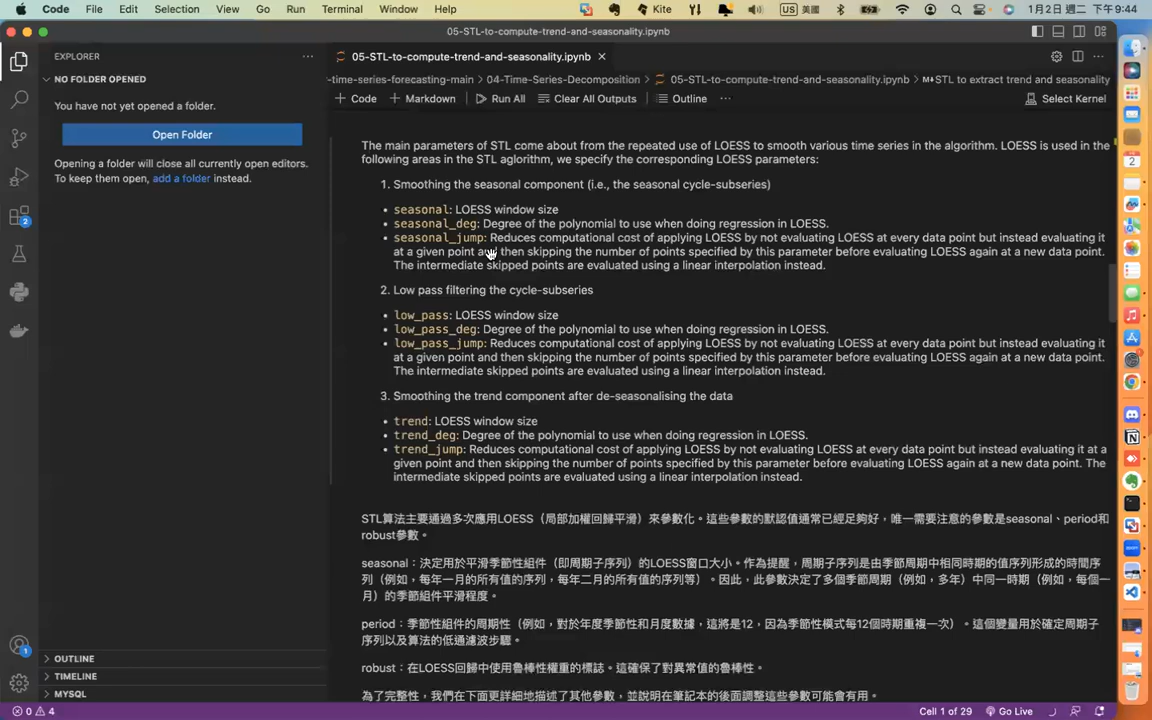 Code File Edit Selection View Go Run Terminal Window Help Kite US 美國 1月2日 週二 下午9:44
05-STL-to-compute-trend-and-seasonality.ipynb
EXPLORER
NO FOLDER OPENED
You have not yet opened a folder.
Open Folder
Opening a folder will close all currently open editors.
To keep them open, add a folder instead.
2
OUTLINE
TIMELINE
1
MYSQL
05-STL-to-compute-trend-and-seasonality.ipynb
-time-series-forecasting-main > 04-Time-Series-Decomposition > 05-STL-to-compute-trend-and-seasonality.ipynb > M↓STL to extract trend and seasonality
+ Code + Markdown Run All Clear All Outputs Outline ··· Select Kernel
The main parameters of STL come about from the repeated use of LOESS to smooth various time series in the algorithm. LOESS is used in the
following areas in the STL aglorithm, we specify the corresponding LOESS parameters:
1. Smoothing the seasonal component (i.e., the seasonal cycle-subseries)
• seasonal: LOESS window size
• seasonal_deg: Degree of the polynomial to use when doing regression in LOESS.
• seasonal_jump: Reduces computational cost of applying LOESS by not evaluating LOESS at every data point but instead evaluating it
at a given point and then skipping the number of points specified by this parameter before evaluating LOESS again at a new data point.
The intermediate skipped points are evaluated using a linear interpolation instead.
2. Low pass filtering the cycle-subseries
• low_pass: LOESS window size
• low_pass_deg: Degree of the polynomial to use when doing regression in LOESS.
• low_pass_jump: Reduces computational cost of applying LOESS by not evaluating LOESS at every data point but instead evaluating it
at a given point and then skipping the number of points specified by this parameter before evaluating LOESS again at a new data point.
The intermediate skipped points are evaluated using a linear interpolation instead.
3. Smoothing the trend component after de-seasonalising the data
• trend: LOESS window size
• trend_deg: Degree of the polynomial to use when doing regression in LOESS.
• trend_jump: Reduces computational cost of applying LOESS by not evaluating LOESS at every data point but instead evaluating it at a
given point and then skipping the number of points specified by this parameter before evaluating LOESS again at a new data point. The
intermediate skipped points are evaluated using a linear interpolation instead.
STL算法主要通過多次應用LOESS（局部加權回歸平滑）來參數化。這些參數的默認值通常已經足夠好，唯一需要注意的參數是seasonal、period和
robust參數。
seasonal：決定用於平滑季節性組件（即周期子序列）的LOESS窗口大小。作為提醒，周期子序列是由季節周期中相同時期的值序列形成的時間序
列（例如，每年一月的所有值的序列，每年二月的所有值的序列等）。因此，此參數決定了多個季節周期（例如，多年）中同一時期（例如，每個一
月）的季節組件平滑程度。
period：季節性組件的周期性（例如，對於年度季節性和月度數據，這將是12，因為季節性模式每12個時期重複一次）。這個變量用於確定周期子
序列以及算法的低通濾波步驟。
robust：在LOESS回歸中使用魯棒性權重的標誌。這確保了對異常值的魯棒性。
為了完整性，我們在下面更詳細地描述了其他參數，並說明在筆記本的後面調整這些參數可能會有用。
0 4 Cell 1 of 29 Go Live